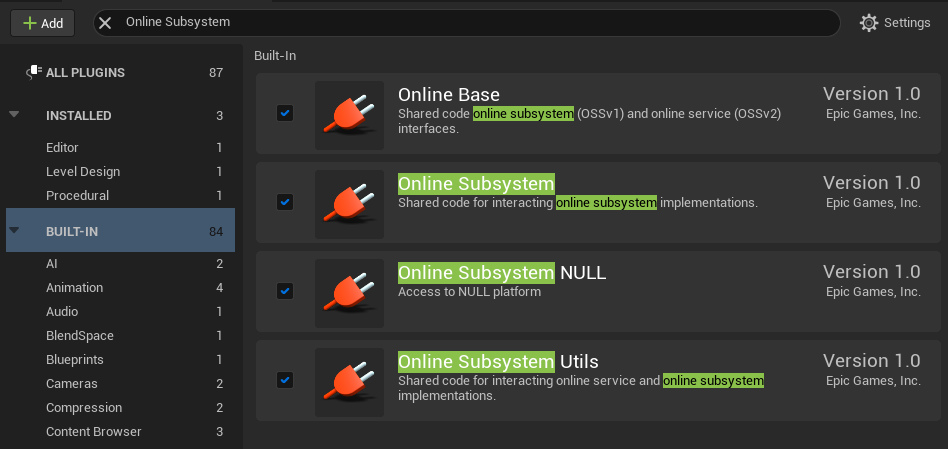 Add
Online Subsystem
Settings
ALL PLUGINS 87
INSTALLED 3
Editor 1
Level Design 1
Procedural 1
BUILT-IN 84
AI 2
Animation 4
Audio 1
BlendSpace 1
Blueprints 1
Cameras 2
Compression 2
Content Browser 3
Built-In
Online Base
Version 1.0
Shared code online subsystem (OSSv1) and online service (OSSv2)
interfaces.
Epic Games, Inc.
Online Subsystem
Version 1.0
Shared code for interacting online subsystem implementations.
Epic Games, Inc.
Online Subsystem NULL
Version 1.0
Access to NULL platform
Epic Games, Inc.
Online Subsystem Utils
Version 1.0
Shared code for interacting online service and online subsystem
implementations.
Epic Games, Inc.